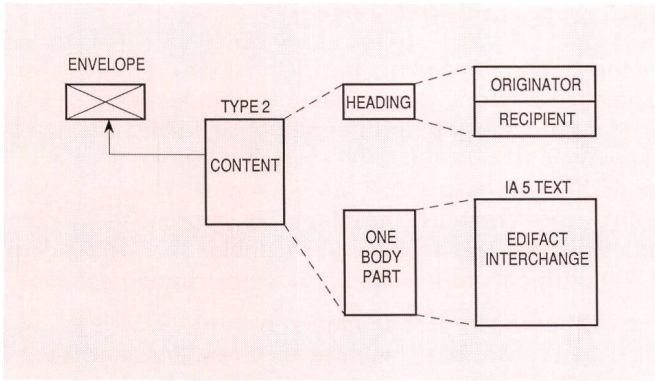 ENVELOPE
TYPE 2
CONTENT
HEADING
ORIGINATOR
RECIPIENT
ONE
BODY
PART
IA 5 TEXT
EDIFACT
INTERCHANGE